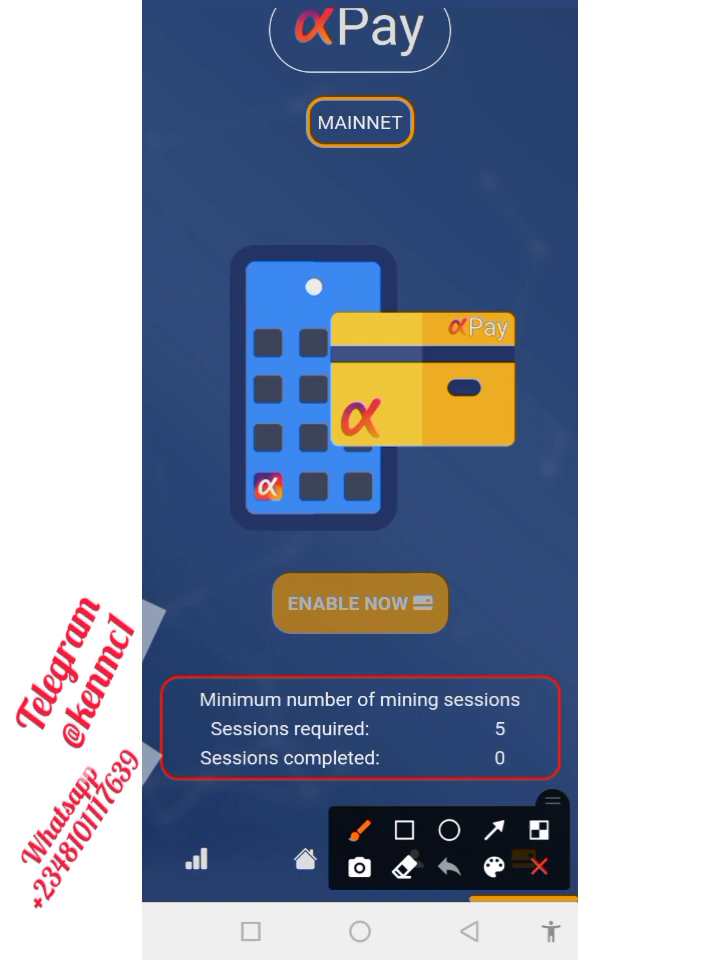 αPay
MAINNET
αPay
α
α
ENABLE NOW
Minimum number of mining sessions
Sessions required: 5
Sessions completed: 0
Telegram
@kenmc1
Whatsapp
+2348101117639